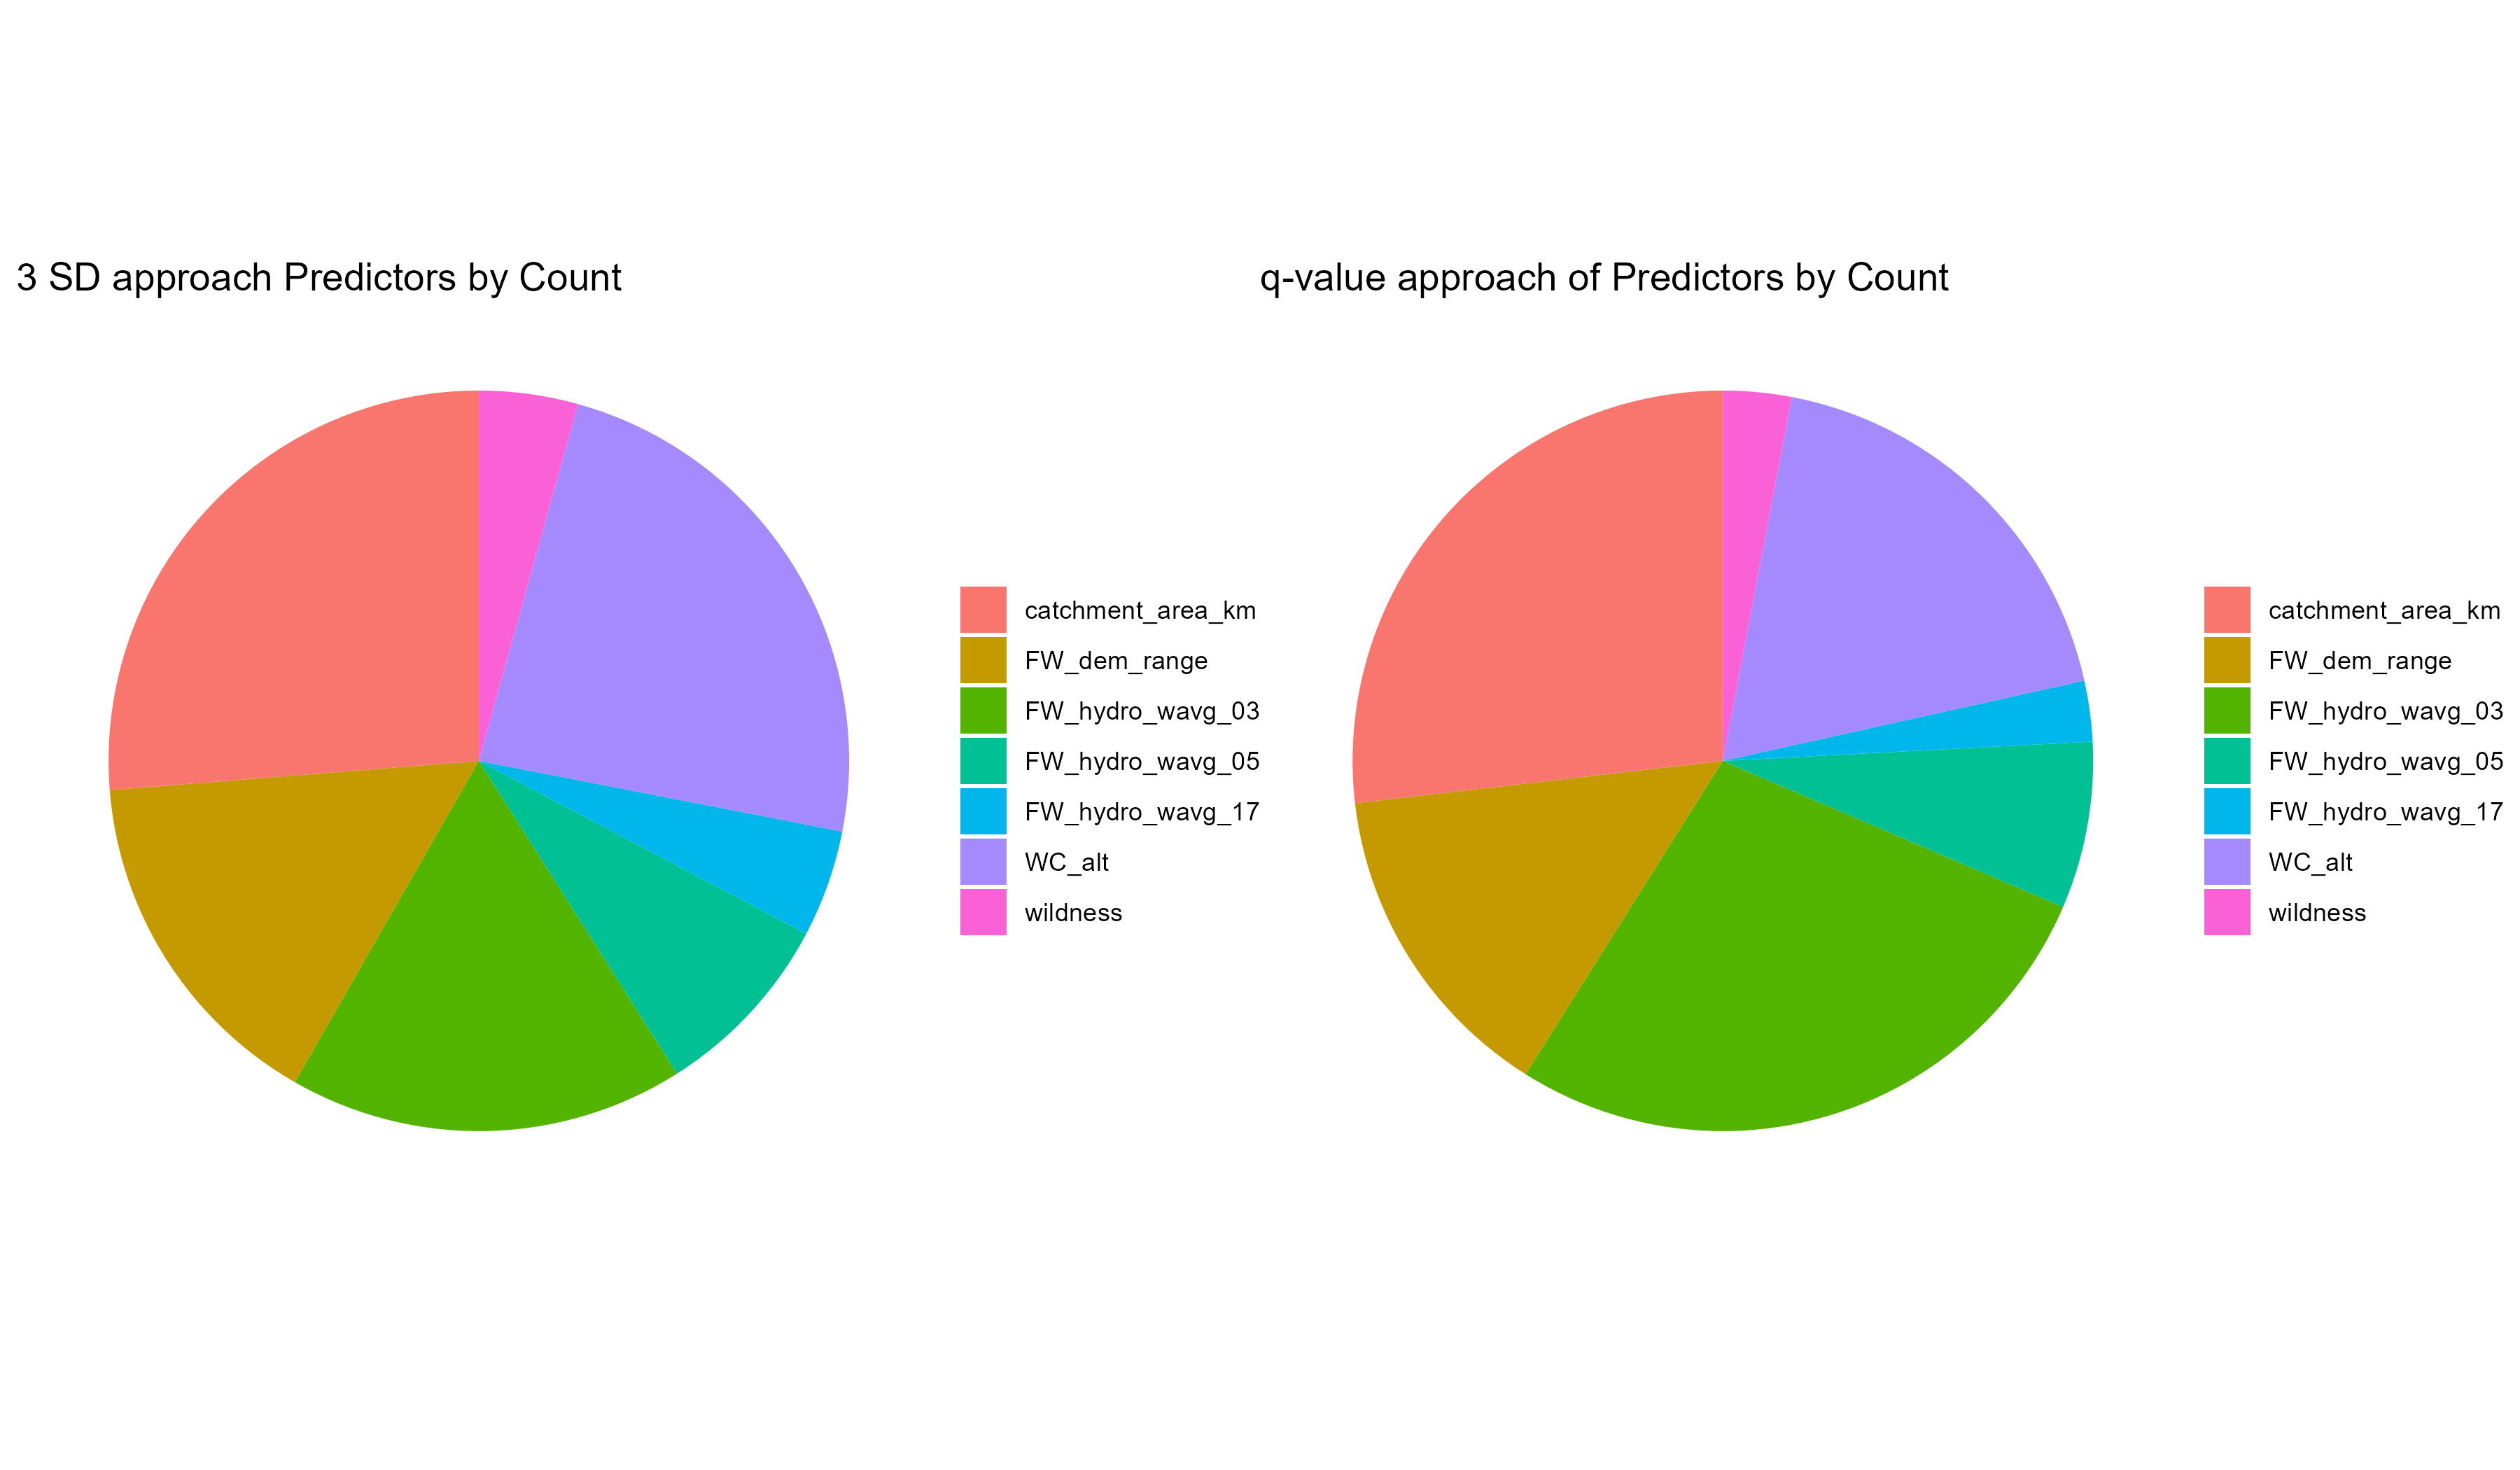 3 SD approach Predictors by Count
catchment_area_km
FW_dem_range
FW_hydro_wavg_03
FW_hydro_wavg_05
FW_hydro_wavg_17
WC_alt
wildness
q-value approach of Predictors by Count
catchment_area_km
FW_dem_range
FW_hydro_wavg_03
FW_hydro_wavg_05
FW_hydro_wavg_17
WC_alt
wildness